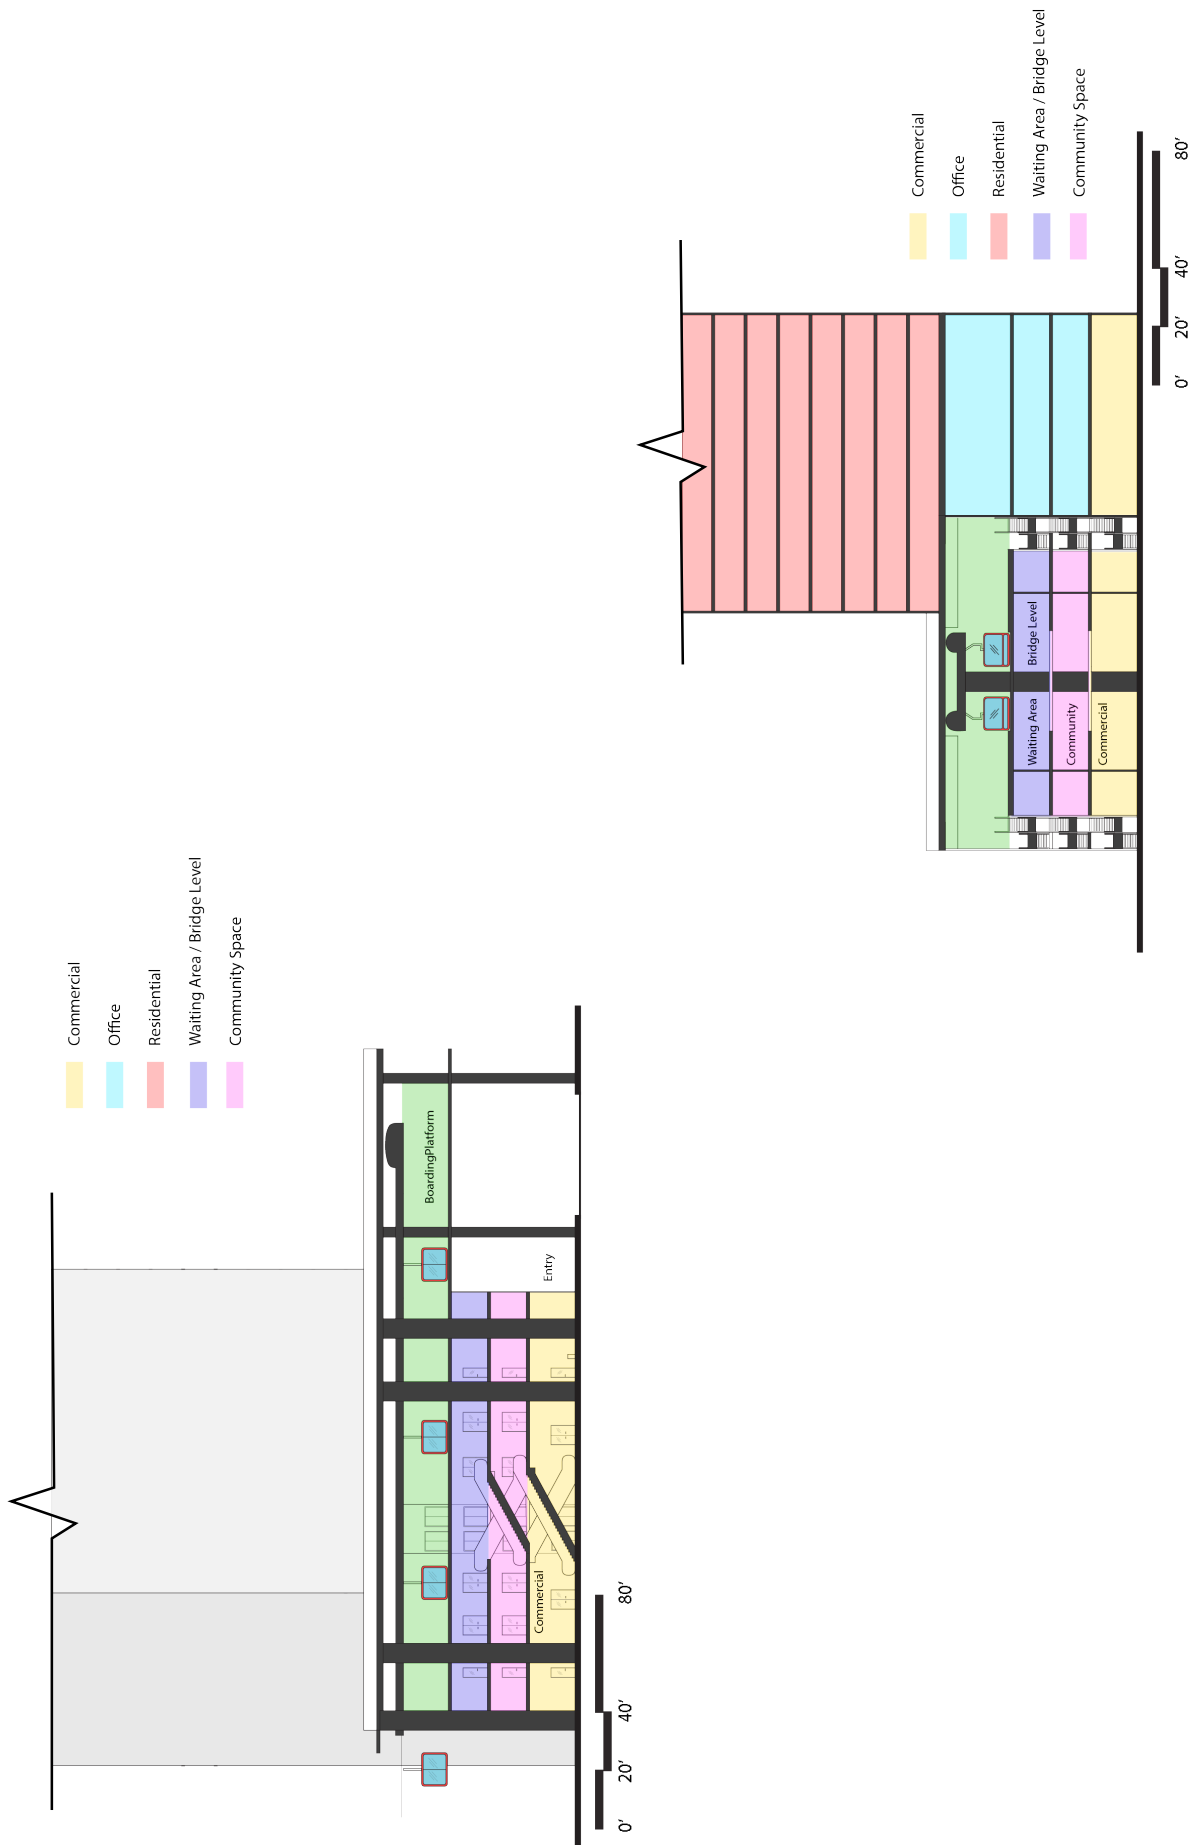 Commercial
Office
Residential
Waiting Area / Bridge Level
Community Space
BoardingPlatform
Entry
Commercial
0’
20’
40’
80’
Commercial
Office
Residential
Waiting Area / Bridge Level
Community Space
Waiting Area
Bridge Level
Community
Commercial
0’
20’
40’
80’